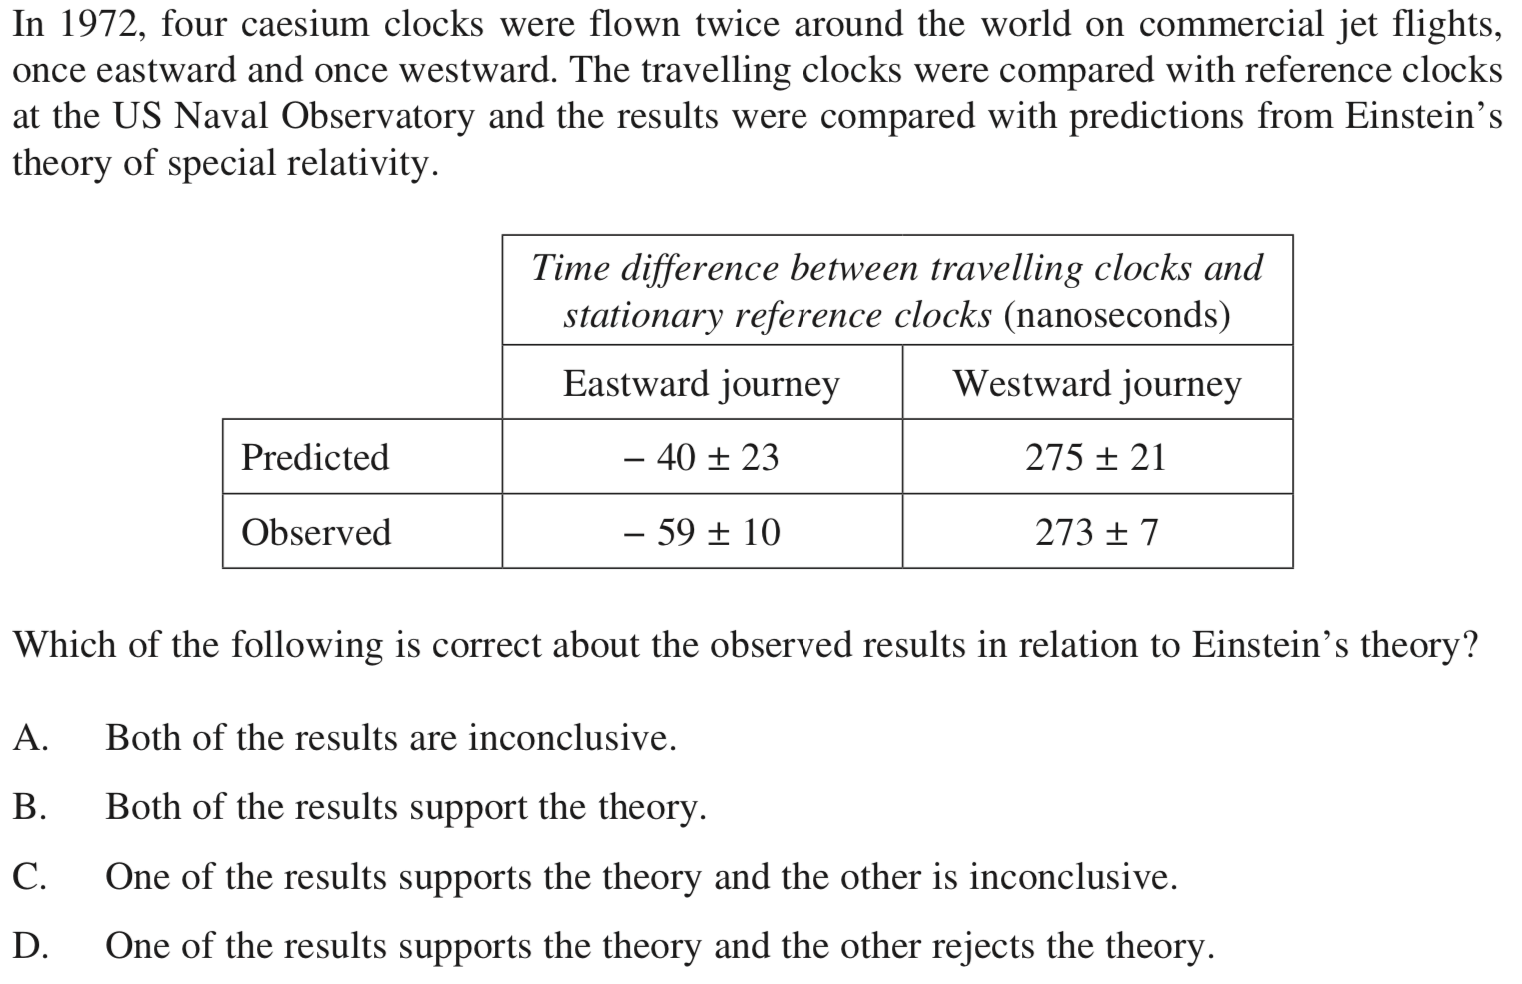 In 1972, four caesium clocks were flown twice around the world on commercial jet flights,
once eastward and once westward. The travelling clocks were compared with reference clocks
at the US Naval Observatory and the results were compared with predictions from Einstein’s
theory of special relativity.
Time difference between travelling clocks and
stationary reference clocks (nanoseconds)
Eastward journey Westward journey
Predicted – 40 ± 23 275 ± 21
Observed – 59 ± 10 273 ± 7
Which of the following is correct about the observed results in relation to Einstein’s theory?
A. Both of the results are inconclusive.
B. Both of the results support the theory.
C. One of the results supports the theory and the other is inconclusive.
D. One of the results supports the theory and the other rejects the theory.